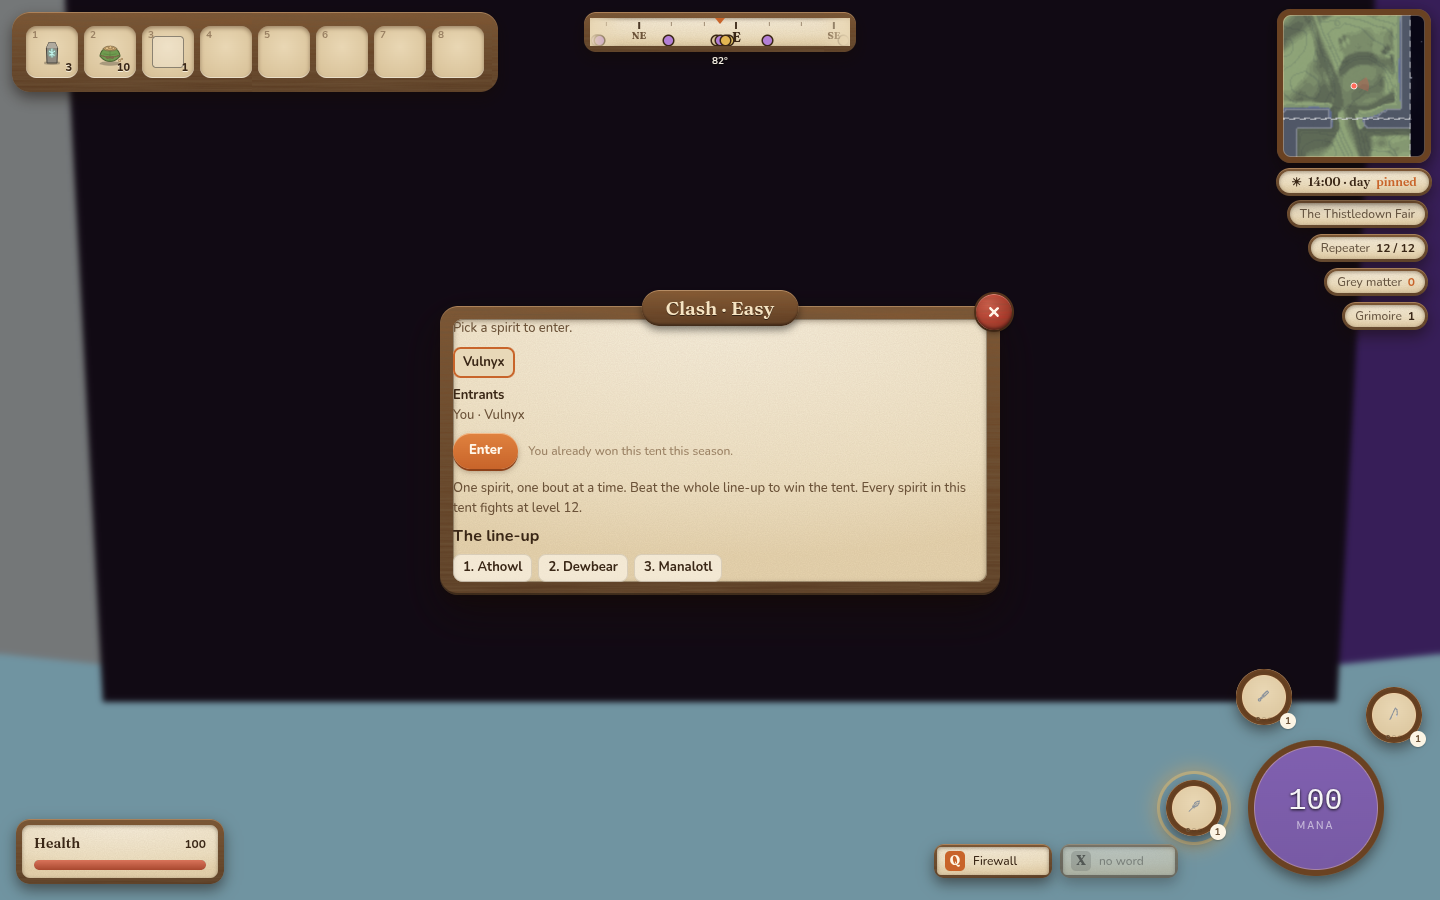 1
2
3
4
5
6
7
8
3
10
1
NE
E
SE
82°
☀ 14:00 · day pinned
The Thistledown Fair
Repeater 12 / 12
Grey matter 0
Grimoire 1
Clash · Easy
×
Pick a spirit to enter.
Vulnyx
Entrants
You · Vulnyx
Enter
You already won this tent this season.
One spirit, one bout at a time. Beat the whole line-up to win the tent. Every spirit in this
tent fights at level 12.
The line-up
1. Athowl
2. Dewbear
3. Manalotl
Health 100
Q Firewall
X no word
1
1
1
100
MANA